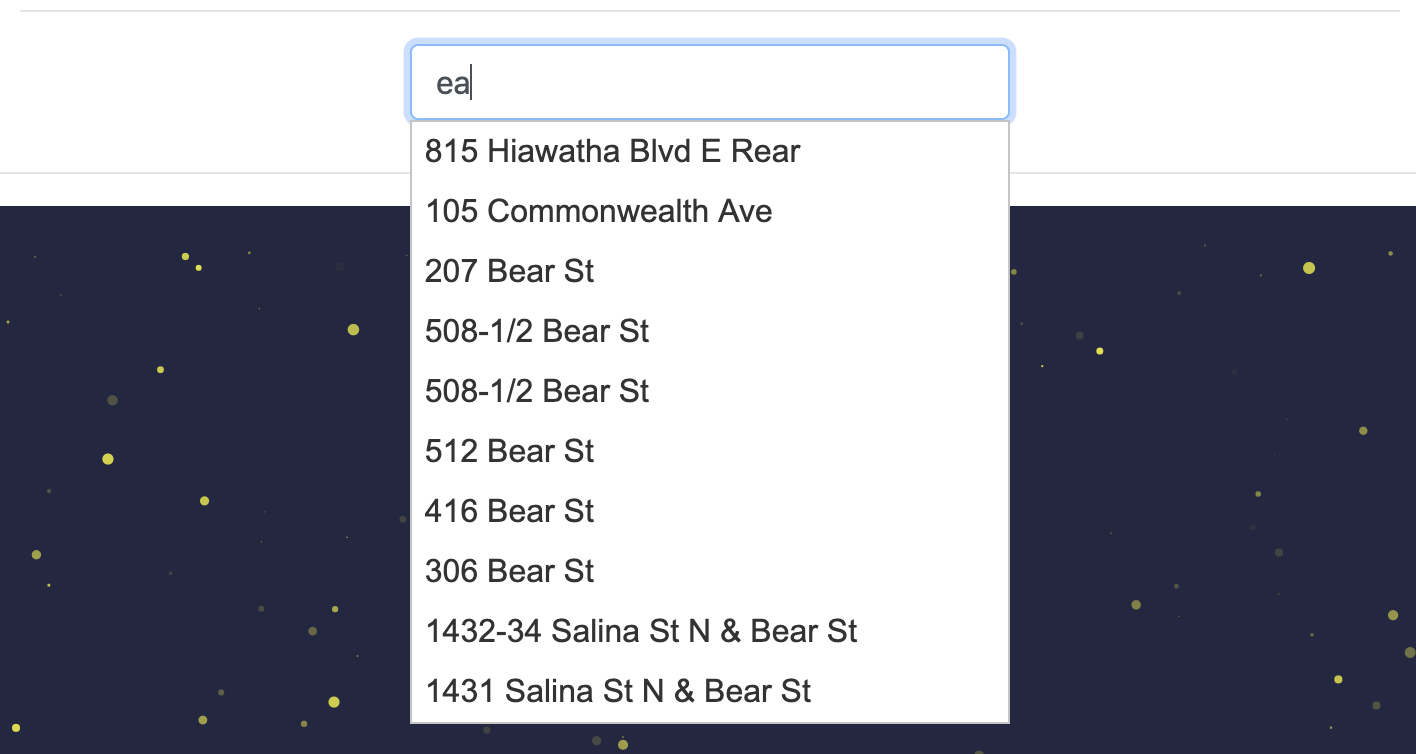 ea
815 Hiawatha Blvd E Rear
105 Commonwealth Ave
207 Bear St
508-1/2 Bear St
508-1/2 Bear St
512 Bear St
416 Bear St
306 Bear St
1432-34 Salina St N & Bear St
1431 Salina St N & Bear St